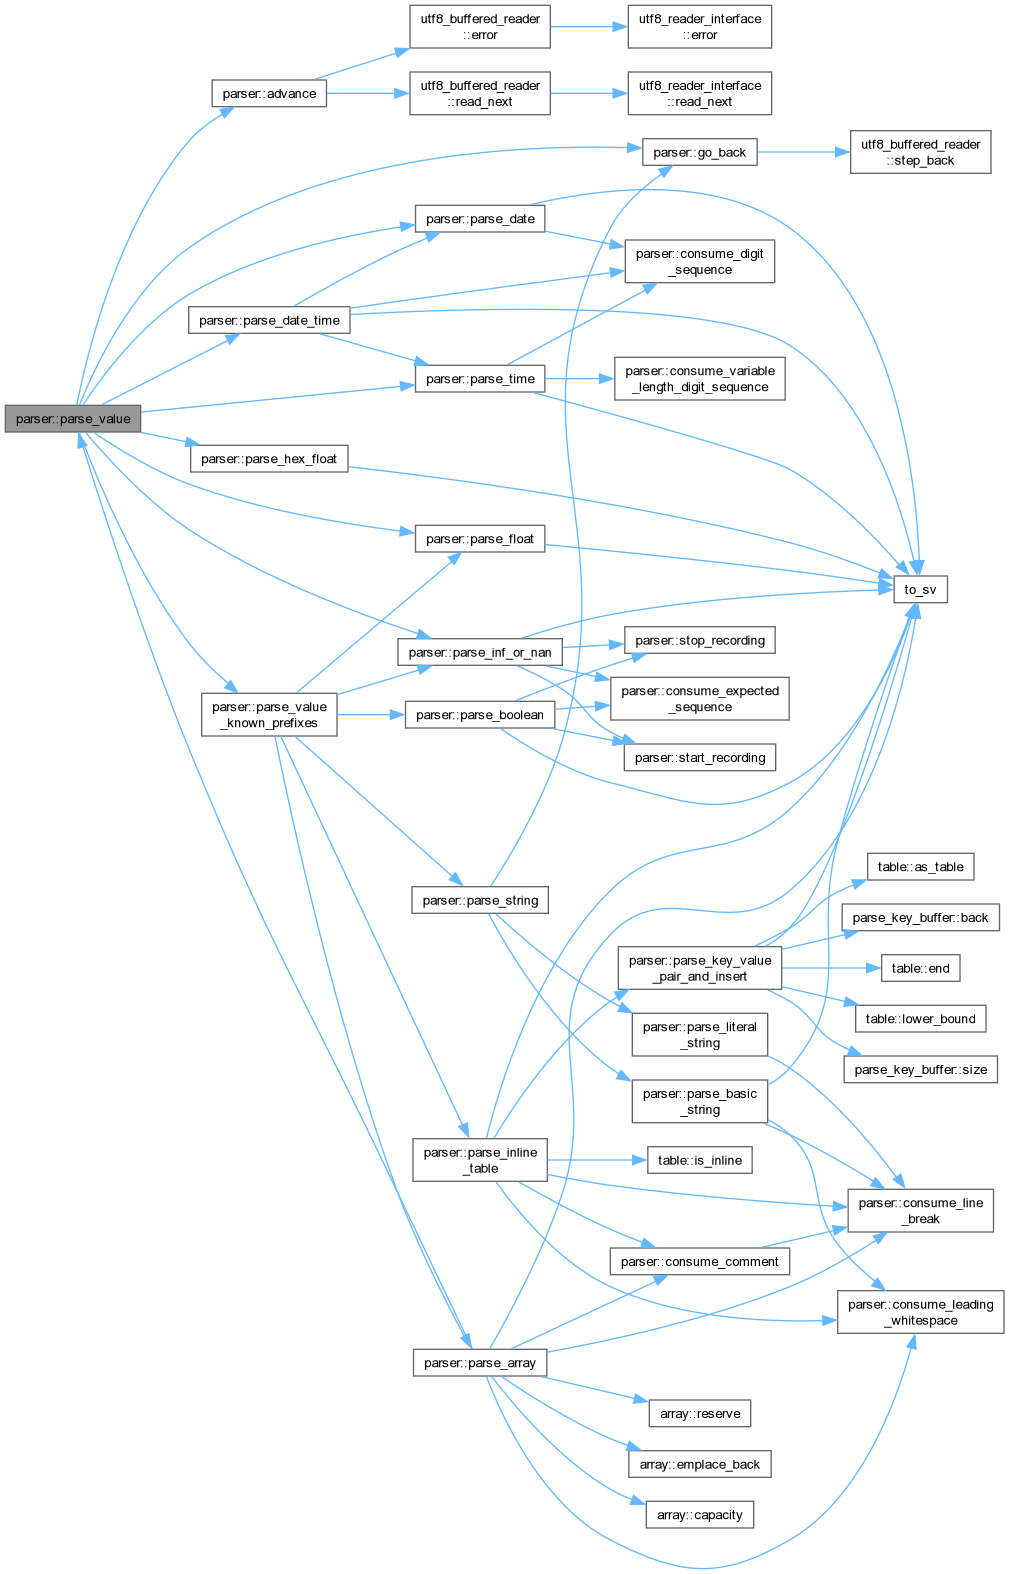 utf8_buffered_reader
::error
utf8_reader_interface
::error
parser::advance
utf8_buffered_reader
::read_next
utf8_reader_interface
::read_next
parser::go_back
utf8_buffered_reader
::step_back
parser::parse_date
parser::consume_digit
_sequence
parser::parse_date_time
parser::parse_time
parser::consume_variable
_length_digit_sequence
parser::parse_value
parser::parse_hex_float
parser::parse_float
to_sv
parser::parse_inf_or_nan
parser::stop_recording
parser::consume_expected
_sequence
parser::parse_value
_known_prefixes
parser::parse_boolean
parser::start_recording
table::as_table
parser::parse_string
parse_key_buffer::back
parser::parse_key_value
_pair_and_insert
table::end
table::lower_bound
parser::parse_literal
_string
parse_key_buffer::size
parser::parse_basic
_string
parser::parse_inline
_table
table::is_inline
parser::consume_line
_break
parser::consume_comment
parser::consume_leading
_whitespace
parser::parse_array
array::reserve
array::emplace_back
array::capacity